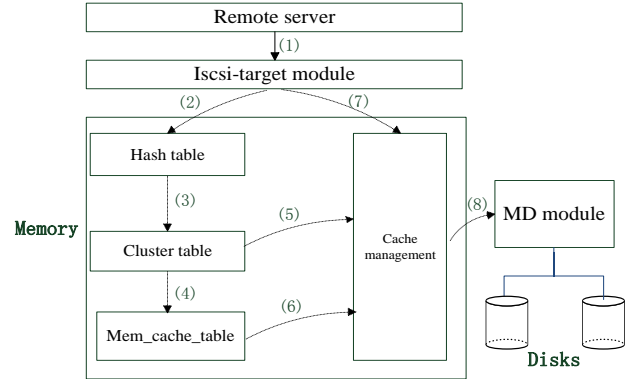 Remote server
(1)
Iscsi-target module
(2)
(7)
Hash table
(3)
(5)
(8)
MD module
Memory
Cluster table
Cache
management
(4)
(6)
Mem_cache_table
Disks